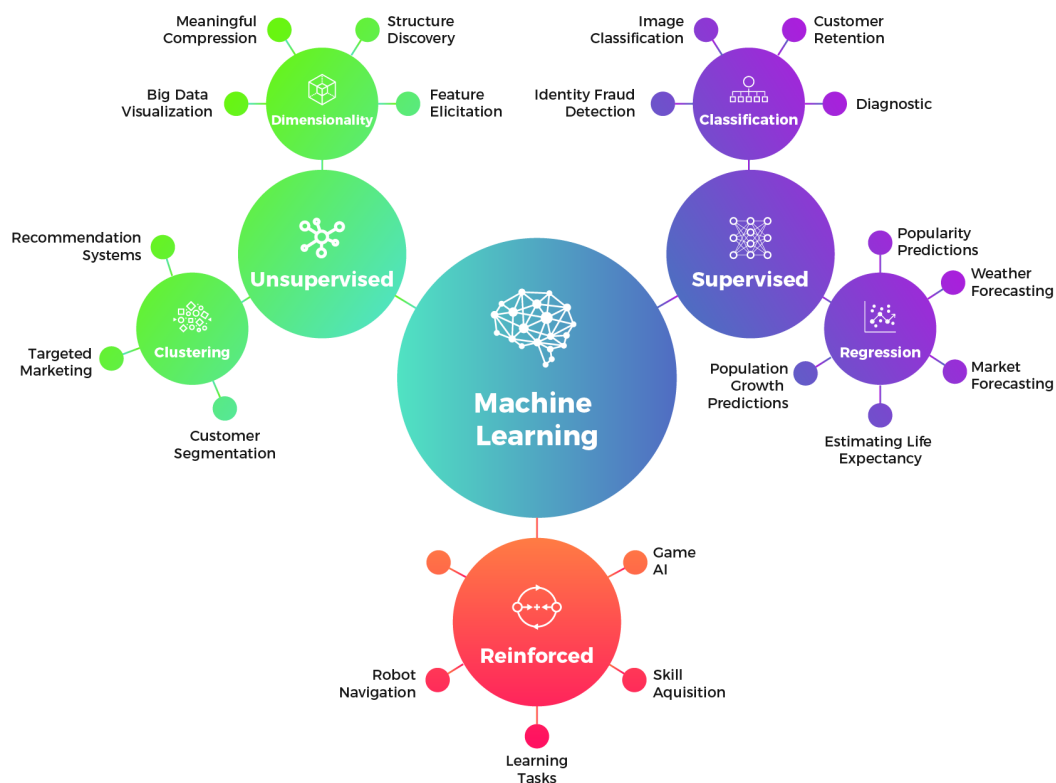 Meaningful
Compression
Structure
Discovery
Big Data
Visualization
Feature
Elicitation
Dimensionality
Image
Classification
Customer
Retention
Identity Fraud
Detection
Diagnostic
Classification
Recommendation
Systems
Unsupervised
Targeted
Marketing
Clustering
Customer
Segmentation
Supervised
Popularity
Predictions
Weather
Forecasting
Regression
Population
Growth
Predictions
Market
Forecasting
Estimating Life
Expectancy
Machine
Learning
Game
AI
Reinforced
Robot
Navigation
Skill
Aquisition
Learning
Tasks